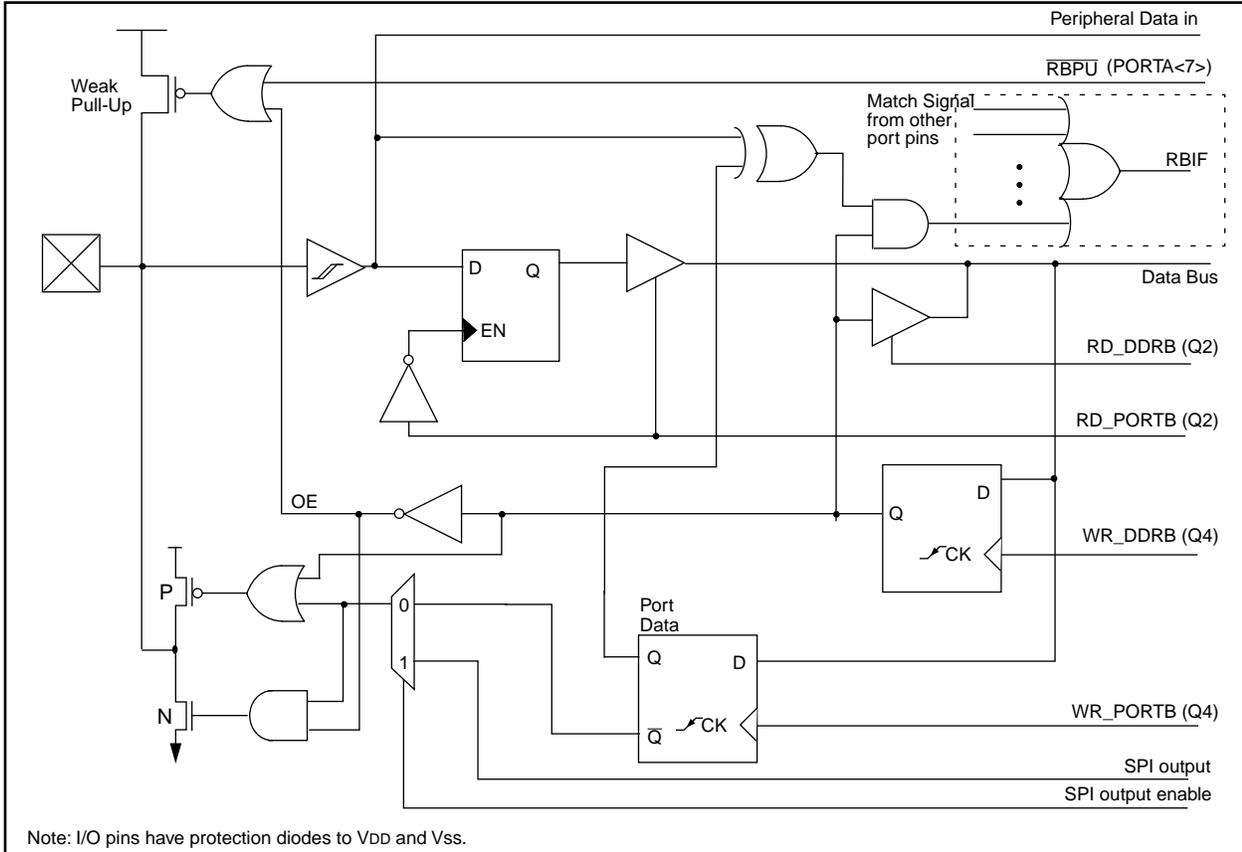 Peripheral Data in
RBPU (PORTA<7>)
Weak
Pull-Up
Match Signal
from other
port pins
RBIF
D
Q
EN
Data Bus
RD_DDRB (Q2)
RD_PORTB (Q2)
OE
D
Q
CK
WR_DDRB (Q4)
P
0
1
Port
Data
Q
D
N
Q
CK
WR_PORTB (Q4)
SPI output
SPI output enable
Note: I/O pins have protection diodes to VDD and Vss.